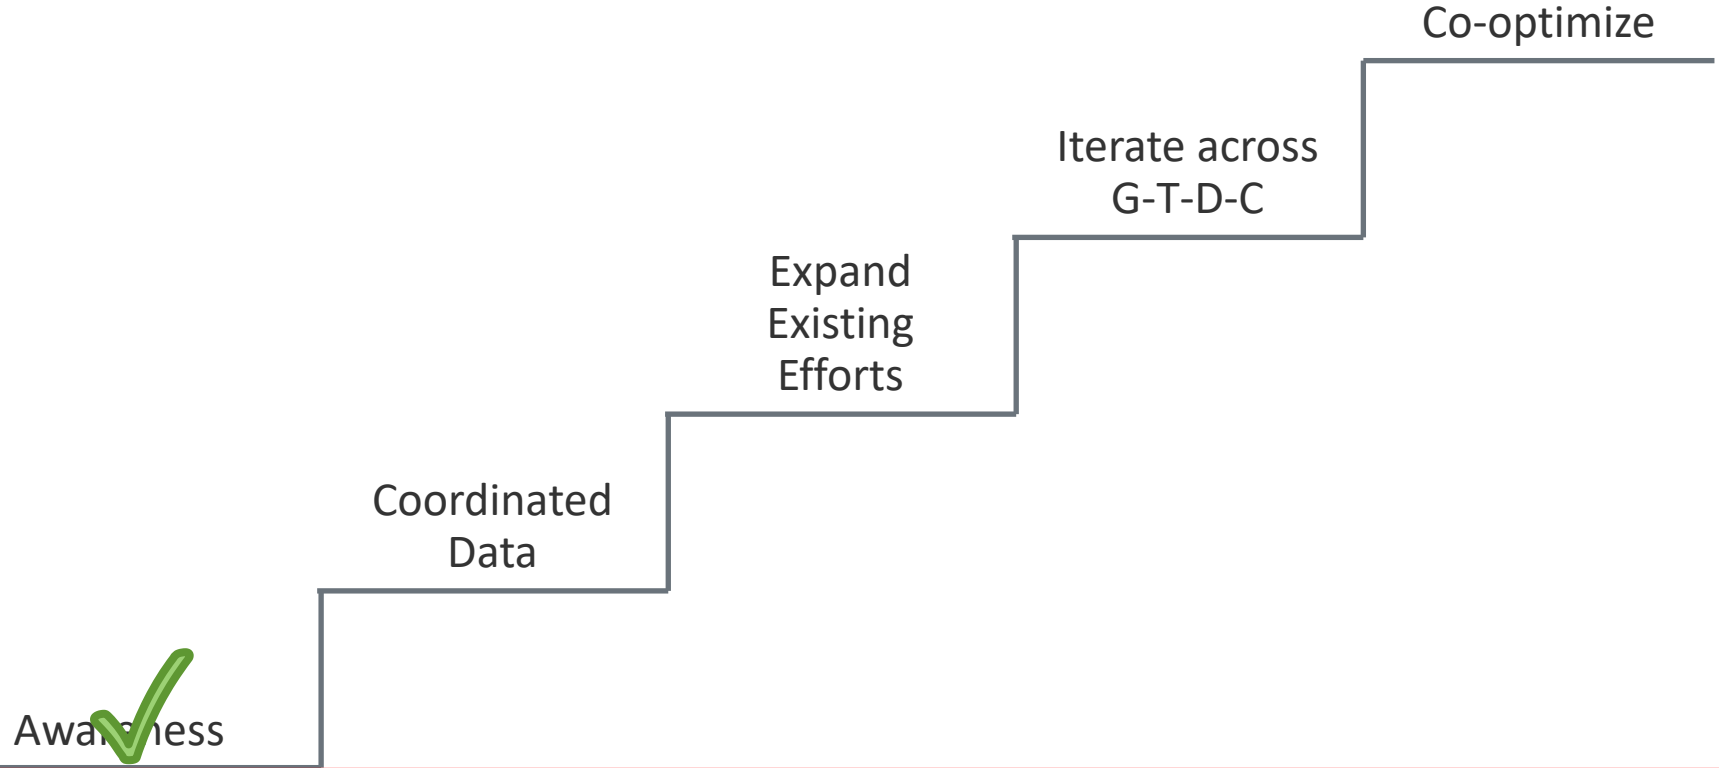 Co-optimize
Iterate across
G-T-D-C
Expand
Existing
Efforts
Coordinated
Data
Awareness